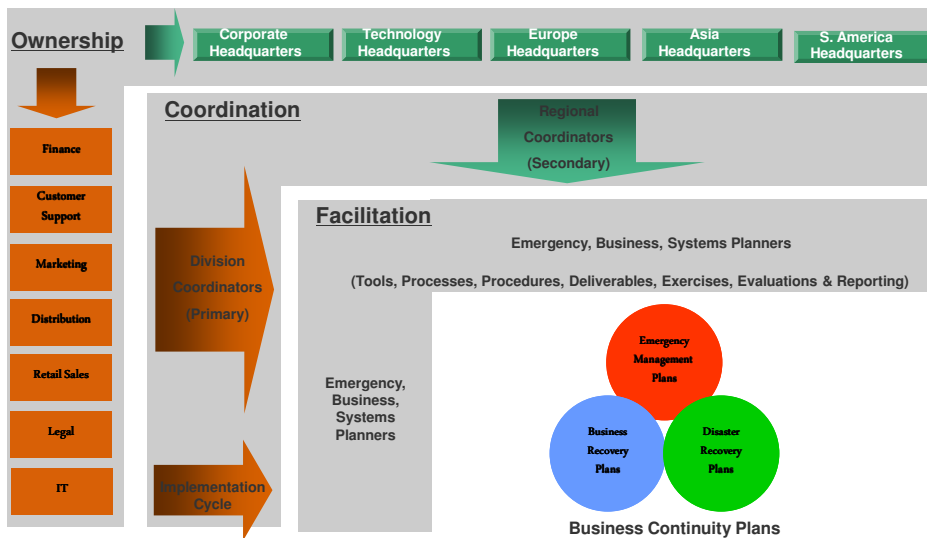 Ownership
Corporate
Headquarters
Technology
Headquarters
Europe
Headquarters
Asia
Headquarters
S. America
Headquarters
Finance
Customer
Support
Marketing
Distribution
Retail Sales
Legal
IT
Coordination
Regional
Coordinators
(Secondary)
Division
Coordinators
(Primary)
Implementation
Cycle
Facilitation
Emergency, Business, Systems Planners
(Tools, Processes, Procedures, Deliverables, Exercises, Evaluations & Reporting)
Emergency,
Business,
Systems
Planners
Emergency
Management
Plans
Business
Recovery
Plans
Disaster
Recovery
Plans
Business Continuity Plans